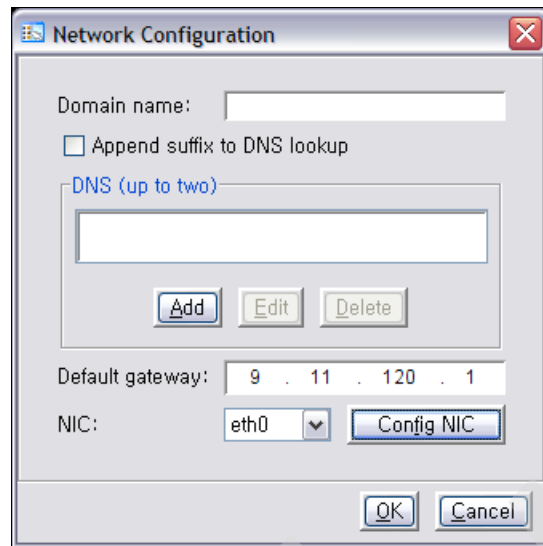 Network Configuration
Domain name:
Append suffix to DNS lookup
DNS (up to two)
Add Edit Delete
Default gateway: 9 . 11 . 120 . 1
NIC: eth0 Config NIC
OK Cancel